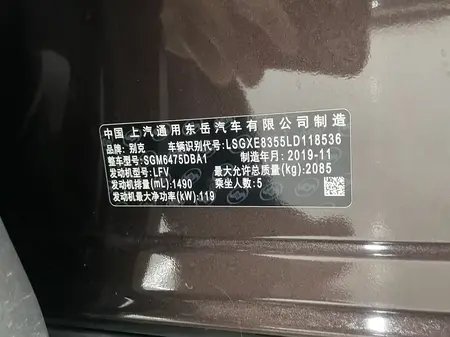 中国 上汽通用东岳汽车有限公司制造
品牌:别克 车辆识别代号:LSGXE8355LD118536
整车型号:SGM6475DBA1 制造年月:2019-11
发动机型号:LFV 最大允许总质量(kg):2085
发动机排量(mL):1490 乘坐人数:5
发动机最大净功率(kW):119